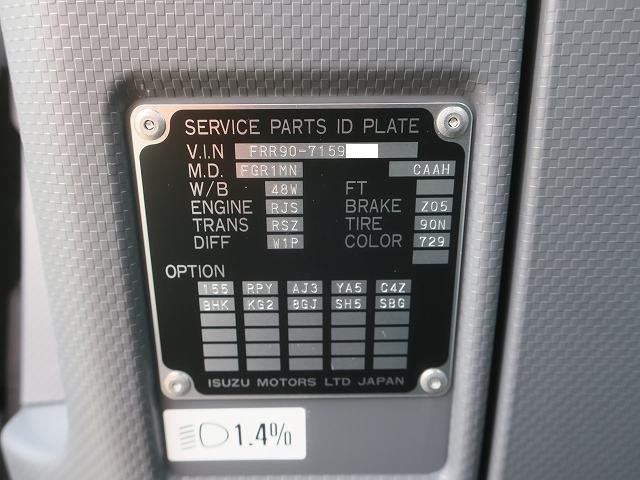 SERVICE PARTS ID PLATE
V.I.N FRR90-7159
M.D. FGR1MN CAAH
W/B 48W FT
ENGINE RJS BRAKE Z05
TRANS RSZ TIRE 90N
DIFF W1P COLOR 729
OPTION
155 RPY AJ3 YA5 C4Z
BHK KG2 8GJ SH5 SBG
ISUZU MOTORS LTD JAPAN
1.4%